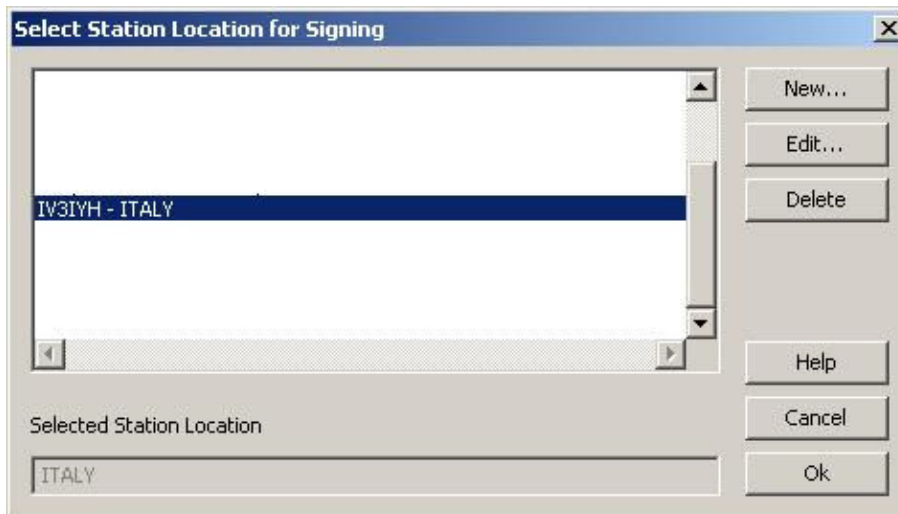 Select Station Location for Signing
New...
Edit...
IV3IYH - ITALY
Delete
Help
Selected Station Location
Cancel
ITALY
Ok